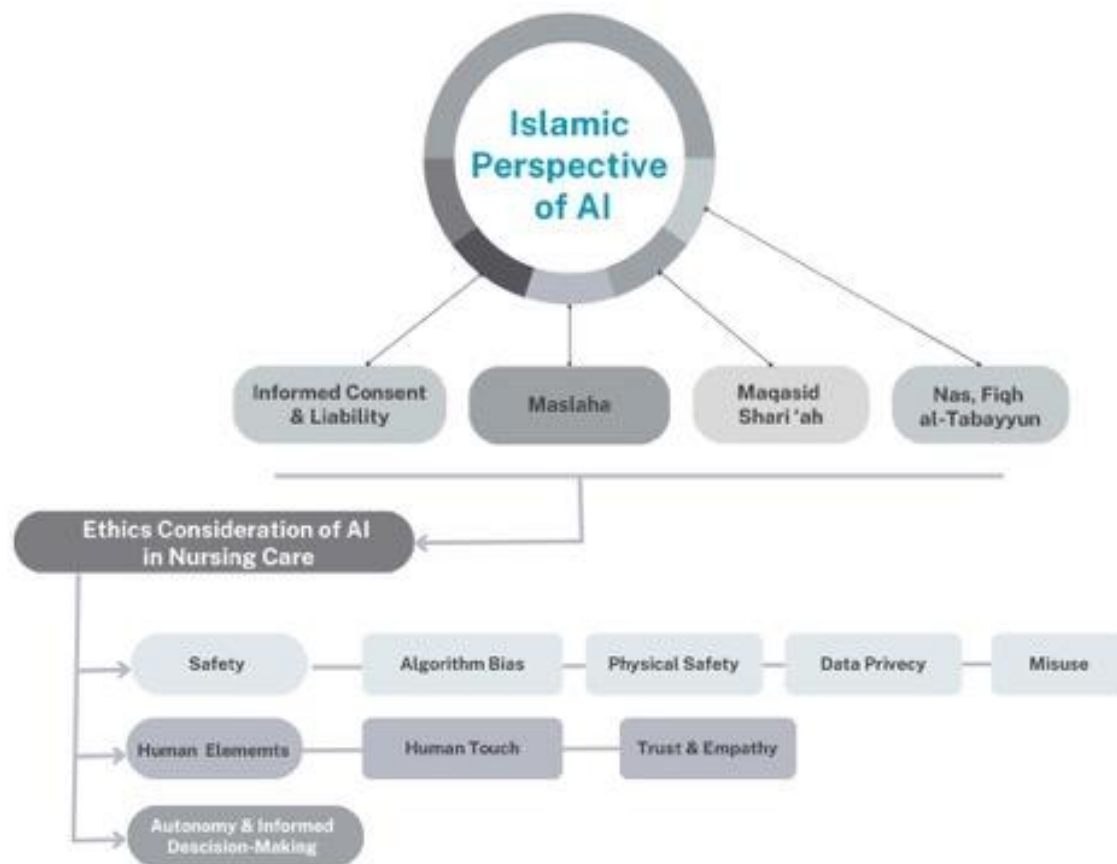 Islamic
Perspective
of AI
Informed Consent
& Liability
Maslaha
Maqasid
Shari 'ah
Nas, Fiqh
al-Tabayyun
Ethics Consideration of AI
in Nursing Care
Safety
Algorithm Bias
Physical Safety
Data Privecy
Misuse
Human Elememts
Human Touch
Trust & Empathy
Autonomy & Informed
Descision-Making